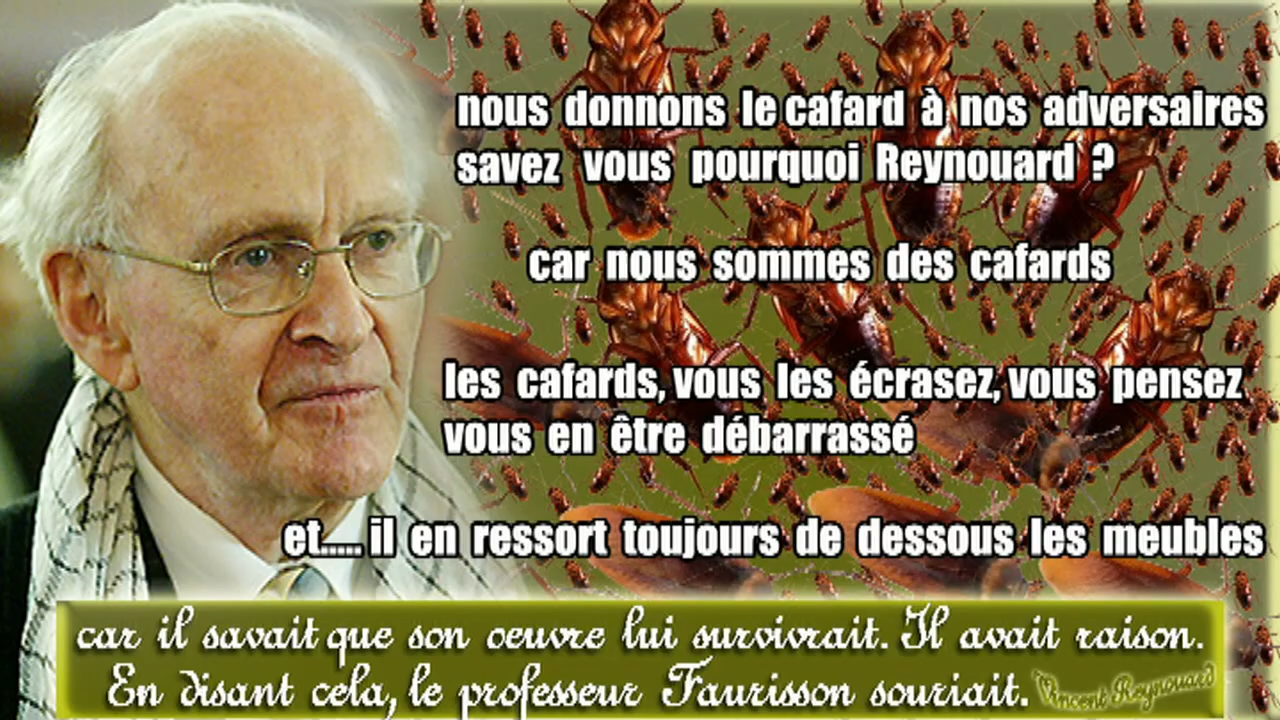 nous donnons le cafard à nos adversaires
savez vous pourquoi Reynouard ?
car nous sommes des cafards
les cafards, vous les écrasez, vous pensez
vous en être débarrassé
et..... il en ressort toujours de dessous les meubles
car il savait que son oeuvre lui survivrait. Il avait raison.
En disant cela, le professeur Faurisson souriait.
Vincent Reynouard